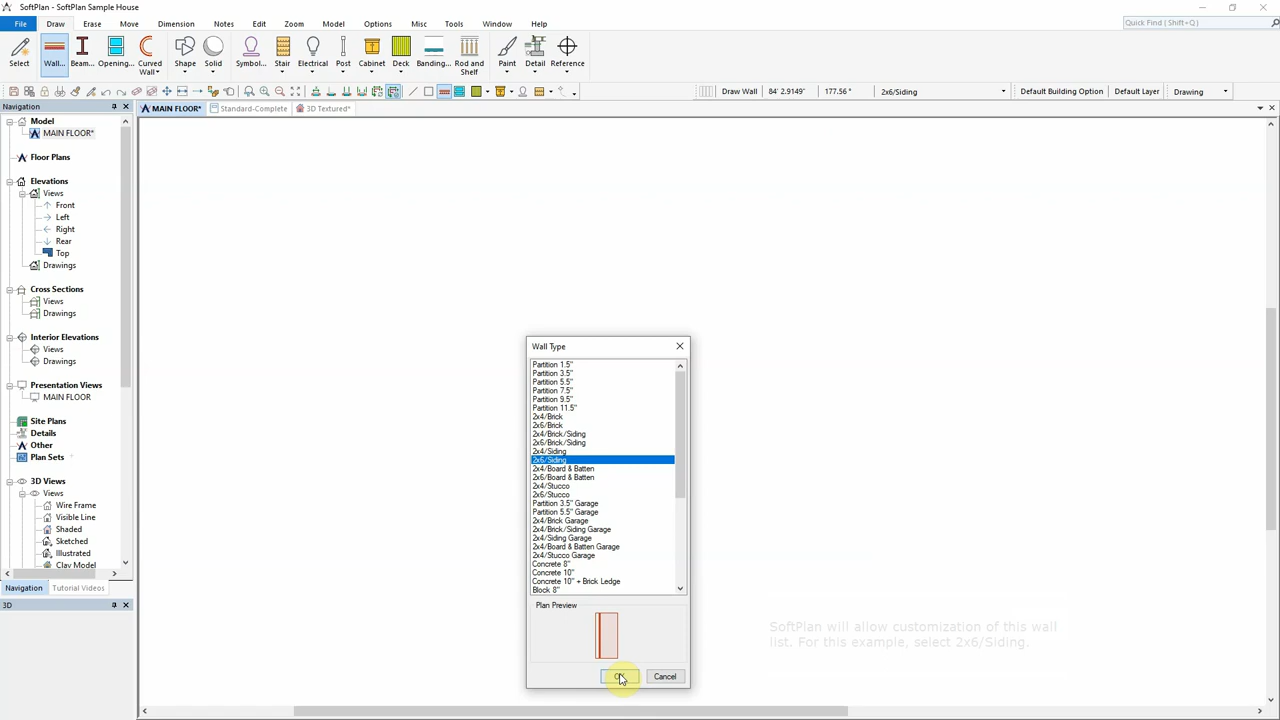 SoftPlan - SoftPlan Sample House
File Draw Erase Move Dimension Notes Edit Zoom Model Options Misc Tools Window Help
Quick Find (Shift+Q)
Select Wall... Beam... Opening... Curved Wall Shape Solid Symbol... Stair Electrical Post Cabinet Deck Banding... Rod and Shelf Paint Detail Reference
Draw Wall 84' 2.9149" 177.56° 2x6/Siding Default Building Option Default Layer Drawing
Navigation
MAIN FLOOR* Standard-Complete 3D Textured*
Model
MAIN FLOOR*
Floor Plans
Elevations
Views
Front
Left
Right
Rear
Top
Drawings
Cross Sections
Views
Drawings
Interior Elevations
Views
Drawings
Presentation Views
MAIN FLOOR
Site Plans
Details
Other
Plan Sets
3D Views
Views
Wire Frame
Visible Line
Shaded
Sketched
Illustrated
Clay Model
Navigation Tutorial Videos
3D
Wall Type
Partition 1.5"
Partition 3.5"
Partition 5.5"
Partition 7.5"
Partition 9.5"
Partition 11.5"
2x4/Brick
2x6/Brick
2x4/Brick/Siding
2x6/Brick/Siding
2x4/Siding
2x6/Siding
2x4/Board & Batten
2x6/Board & Batten
2x4/Stucco
2x6/Stucco
Partition 3.5" Garage
Partition 5.5" Garage
2x4/Brick Garage
2x4/Brick/Siding Garage
2x4/Siding Garage
2x4/Board & Batten Garage
2x4/Stucco Garage
Concrete 8"
Concrete 10"
Concrete 10" + Brick Ledge
Block 8"
Plan Preview
Cancel
SoftPlan will allow customization of this wall
list. For this example, select 2x6/Siding.